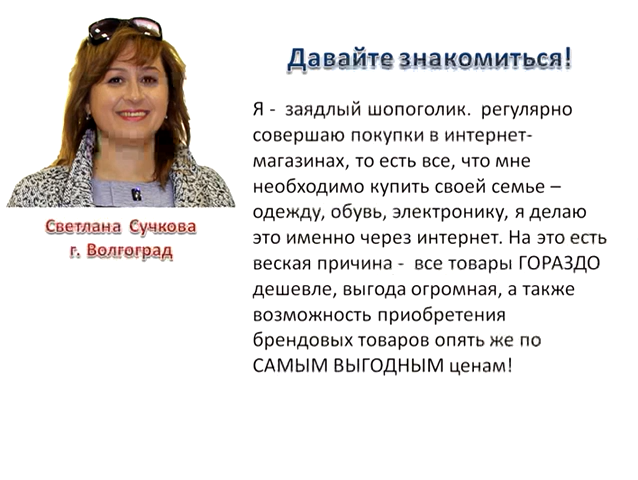 Давайте знакомиться!
Я -  заядлый шопоголик.  регулярно
совершаю покупки в интернет-
магазинах, то есть все, что мне
необходимо купить своей семье –
одежду, обувь, электронику, я делаю
это именно через интернет. На это есть
веская причина -  все товары ГОРАЗДО
дешевле, выгода огромная, а также
возможность приобретения
брендовых товаров опять же по
САМЫМ ВЫГОДНЫМ ценам!
Светлана Сучкова
г. Волгоград